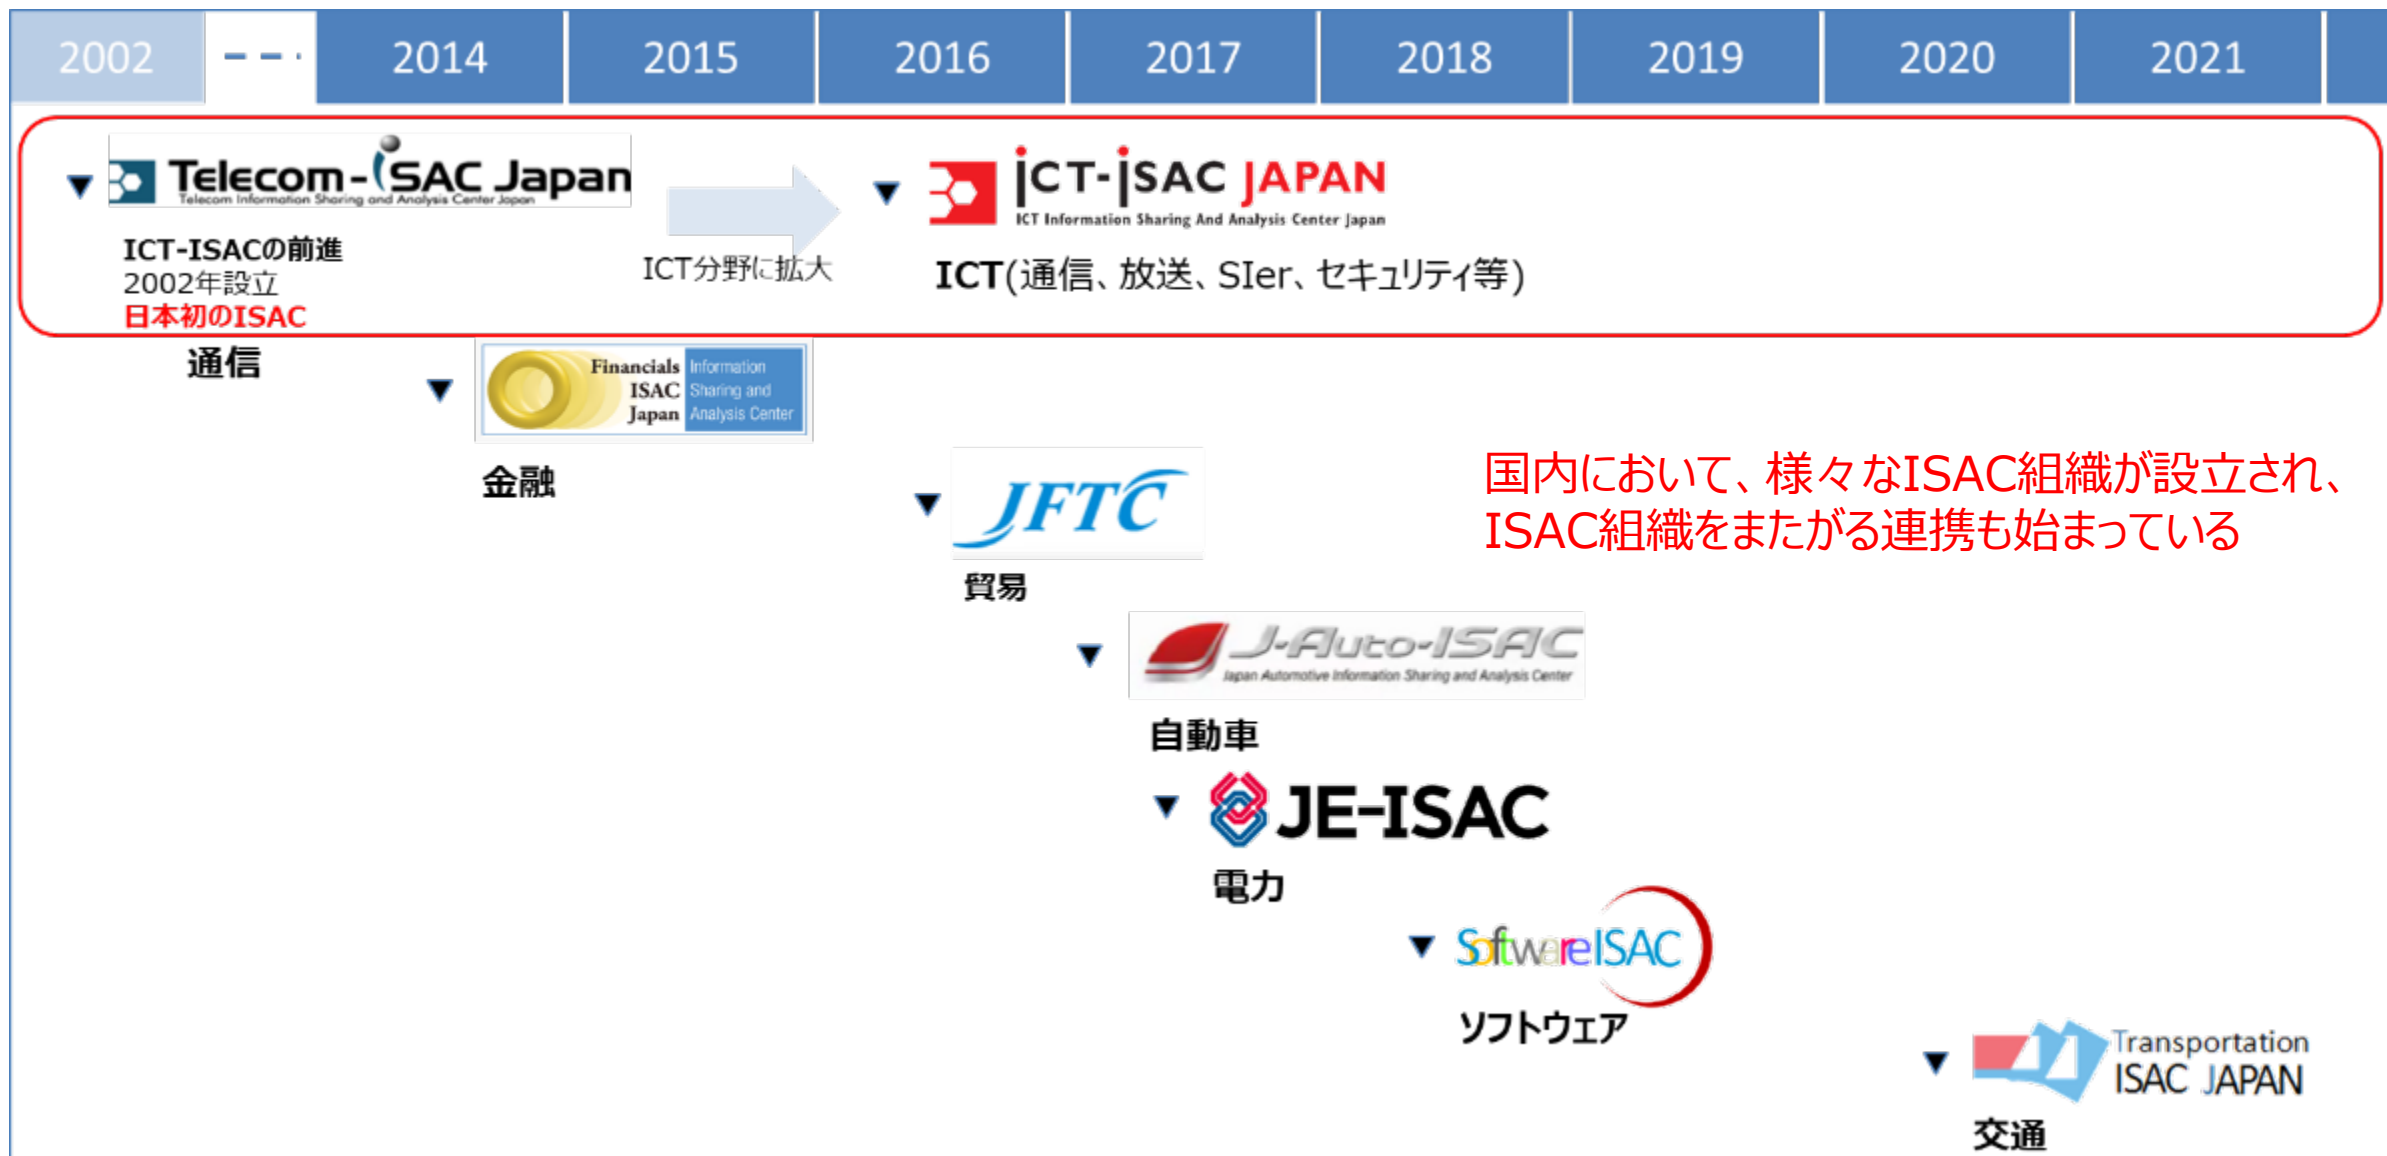 2002 --- 2014 2015 2016 2017 2018 2019 2020 2021
Telecom-iSAC Japan
Telecom Information Sharing and Analysis Center Japan
ICT-ISACの前進
2002年設立
日本初のISAC
通信
ICT分野に拡大
iCT-iSAC JAPAN
ICT Information Sharing And Analysis Center Japan
ICT(通信、放送、SIer、セキュリティ等)
Financials Information
ISAC Sharing and
Japan Analysis Center
金融
JFTC
貿易
国内において、様々なISAC組織が設立され、
ISAC組織をまたがる連携も始まっている
J-Auto-ISAC
Japan Automotive Information Sharing and Analysis Center
自動車
JE-ISAC
電力
SoftwareISAC
ソフトウェア
Transportation
ISAC JAPAN
交通